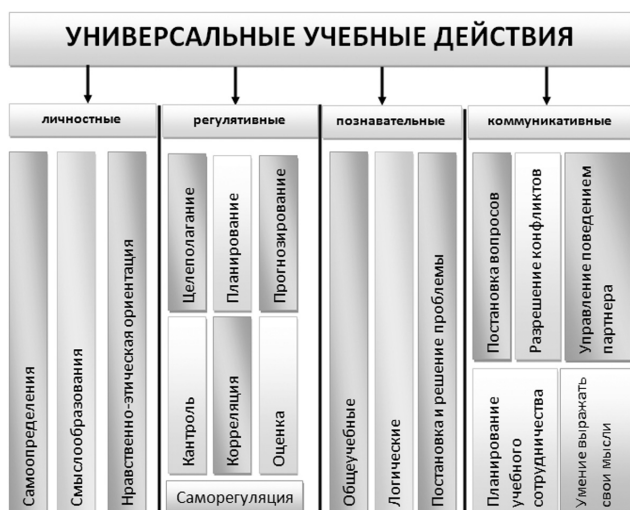 УНИВЕРСАЛЬНЫЕ УЧЕБНЫЕ ДЕЙСТВИЯ
личностные
регулятивные
познавательные
коммуникативные
Самоопределения
Смыслообразования
Нравственно-этическая ориентация
Целеполагание
Планирование
Прогнозирование
Кантроль
Корреляция
Оценка
Саморегуляция
Общеучебные
Логические
Постановка и решение проблемы
Постановка вопросов
Разрешение конфликтов
Управление поведением
партнера
Планирование
учебного
сотрудничества
Умение выражать
свои мысли